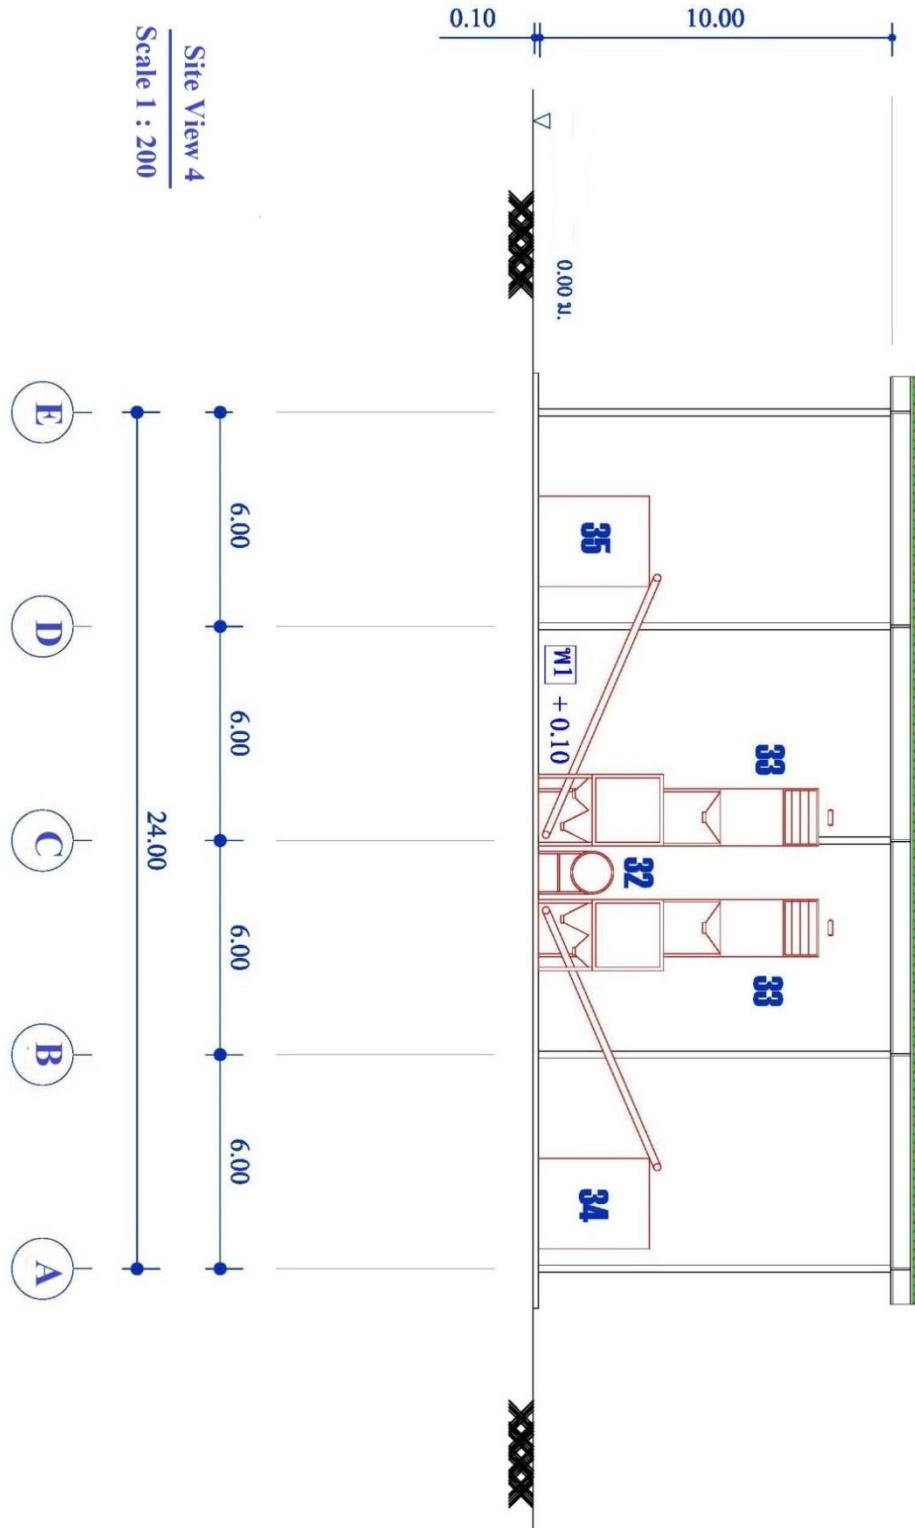 0.10
10.00
Site View 4
Scale 1 : 200
0.00 ม.
35
พ1 + 0.10
33
32
33
34
6.00
6.00
6.00
6.00
24.00
E
D
C
B
A